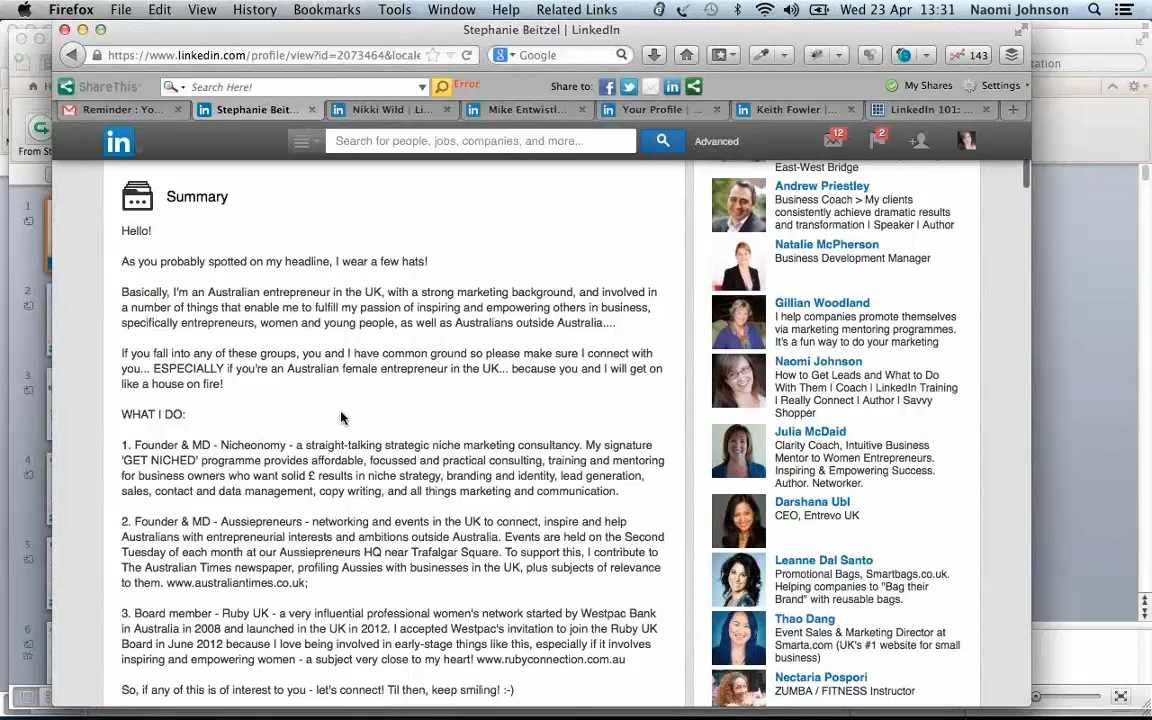 Firefox File Edit View History Bookmarks Tools Window Help Related Links Wed 23 Apr 13:31 Naomi Johnson
Stephanie Beitzel | LinkedIn
https://www.linkedin.com/profile/view?id=2073464&locale
Google
143
ShareThis
Search Here!
Error
Share to:
My Shares
Settings
Reminder : Yo...
Stephanie Beit...
Nikki Wild | Li...
Mike Entwistl...
Your Profile |...
Keith Fowler |...
LinkedIn 101:...
Search for people, jobs, companies, and more...
Advanced
12
2
From S
Summary
Hello!
As you probably spotted on my headline, I wear a few hats!
Basically, I'm an Australian entrepreneur in the UK, with a strong marketing background, and involved in
a number of things that enable me to fulfill my passion of inspiring and empowering others in business,
specifically entrepreneurs, women and young people, as well as Australians outside Australia....
If you fall into any of these groups, you and I have common ground so please make sure I connect with
you... ESPECIALLY if you're an Australian female entrepreneur in the UK... because you and I will get on
like a house on fire!
WHAT I DO:
1. Founder & MD - Nicheonomy - a straight-talking strategic niche marketing consultancy. My signature
'GET NICHED' programme provides affordable, focussed and practical consulting, training and mentoring
for business owners who want solid £ results in niche strategy, branding and identity, lead generation,
sales, contact and data management, copy writing, and all things marketing and communication.
2. Founder & MD - Aussiepreneurs - networking and events in the UK to connect, inspire and help
Australians with entrepreneurial interests and ambitions outside Australia. Events are held on the Second
Tuesday of each month at our Aussiepreneurs HQ near Trafalgar Square. To support this, I contribute to
The Australian Times newspaper, profiling Aussies with businesses in the UK, plus subjects of relevance
to them. www.australiantimes.co.uk;
3. Board member - Ruby UK - a very influential professional women's network started by Westpac Bank
in Australia in 2008 and launched in the UK in 2012. I accepted Westpac's invitation to join the Ruby UK
Board in June 2012 because I love being involved in early-stage things like this, especially if it involves
inspiring and empowering women - a subject very close to my heart! www.rubyconnection.com.au
So, if any of this is of interest to you - let's connect! Til then, keep smiling! :-)
East-West Bridge
Andrew Priestley
Business Coach > My clients
consistently achieve dramatic results
and transformation | Speaker | Author
Natalie McPherson
Business Development Manager
Gillian Woodland
I help companies promote themselves
via marketing mentoring programmes.
It's a fun way to do your marketing
Naomi Johnson
How to Get Leads and What to Do
With Them | Coach | LinkedIn Training
| Really Connect | Author | Savvy
Shopper
Julia McDaid
Clarity Coach, Intuitive Business
Mentor to Women Entrepreneurs.
Inspiring & Empowering Success.
Author. Networker.
Darshana Ubl
CEO, Entrevo UK
Leanne Dal Santo
Promotional Bags, Smartbags.co.uk.
Helping companies to "Bag their
Brand" with reusable bags.
Thao Dang
Event Sales & Marketing Director at
Smarta.com (UK's #1 website for small
business)
Nectaria Pospori
ZUMBA / FITNESS Instructor
1
2
3
4
5
6